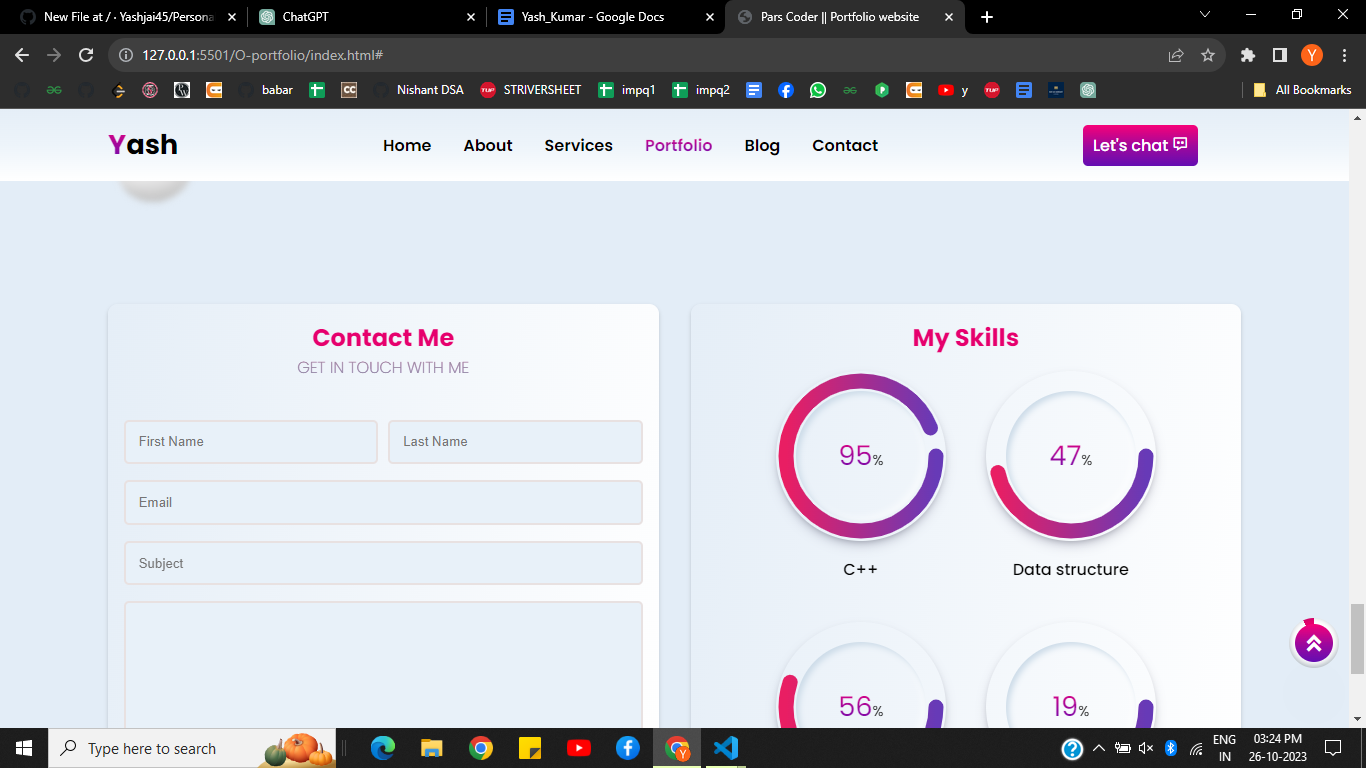 New File at / · Yashjai45/Persona
ChatGPT
Yash_Kumar - Google Docs
Pars Coder || Portfolio website
127.0.0.1:5501/O-portfolio/index.html#
Y
babar
CC
Nishant DSA
TUF
STRIVERSHEET
impq1
impq2
y
TUF
All Bookmarks
Yash
Home
About
Services
Portfolio
Blog
Contact
Let's chat
Contact Me
GET IN TOUCH WITH ME
First Name
Last Name
Email
Subject
My Skills
95%
47%
C++
Data structure
56%
19%
Type here to search
Y
ENG
IN
03:24 PM
26-10-2023